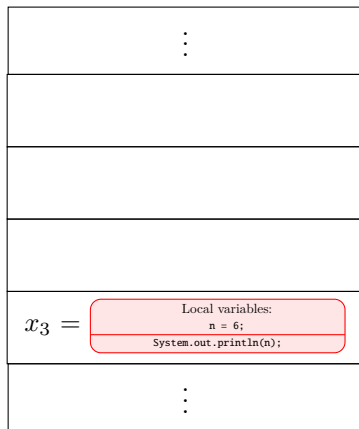 ⋮
x₃ =
Local variables:
n = 6;
System.out.println(n);
⋮